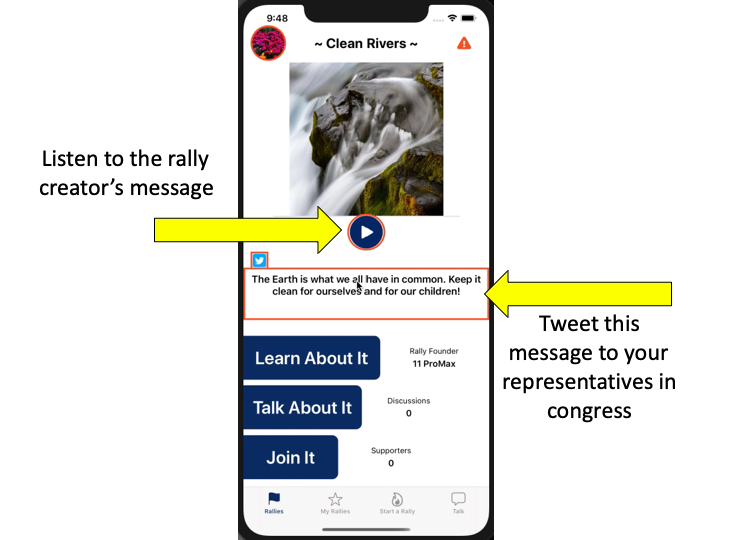 9:48
~ Clean Rivers ~
Listen to the rally
creator’s message
The Earth is what we all have in common. Keep it
clean for ourselves and for our children!
Tweet this
message to your
representatives in
congress
Learn About It
Rally Founder
11 ProMax
Talk About It
Discussions
0
Join It
Supporters
0
Rallies
My Rallies
Start a Rally
Talk